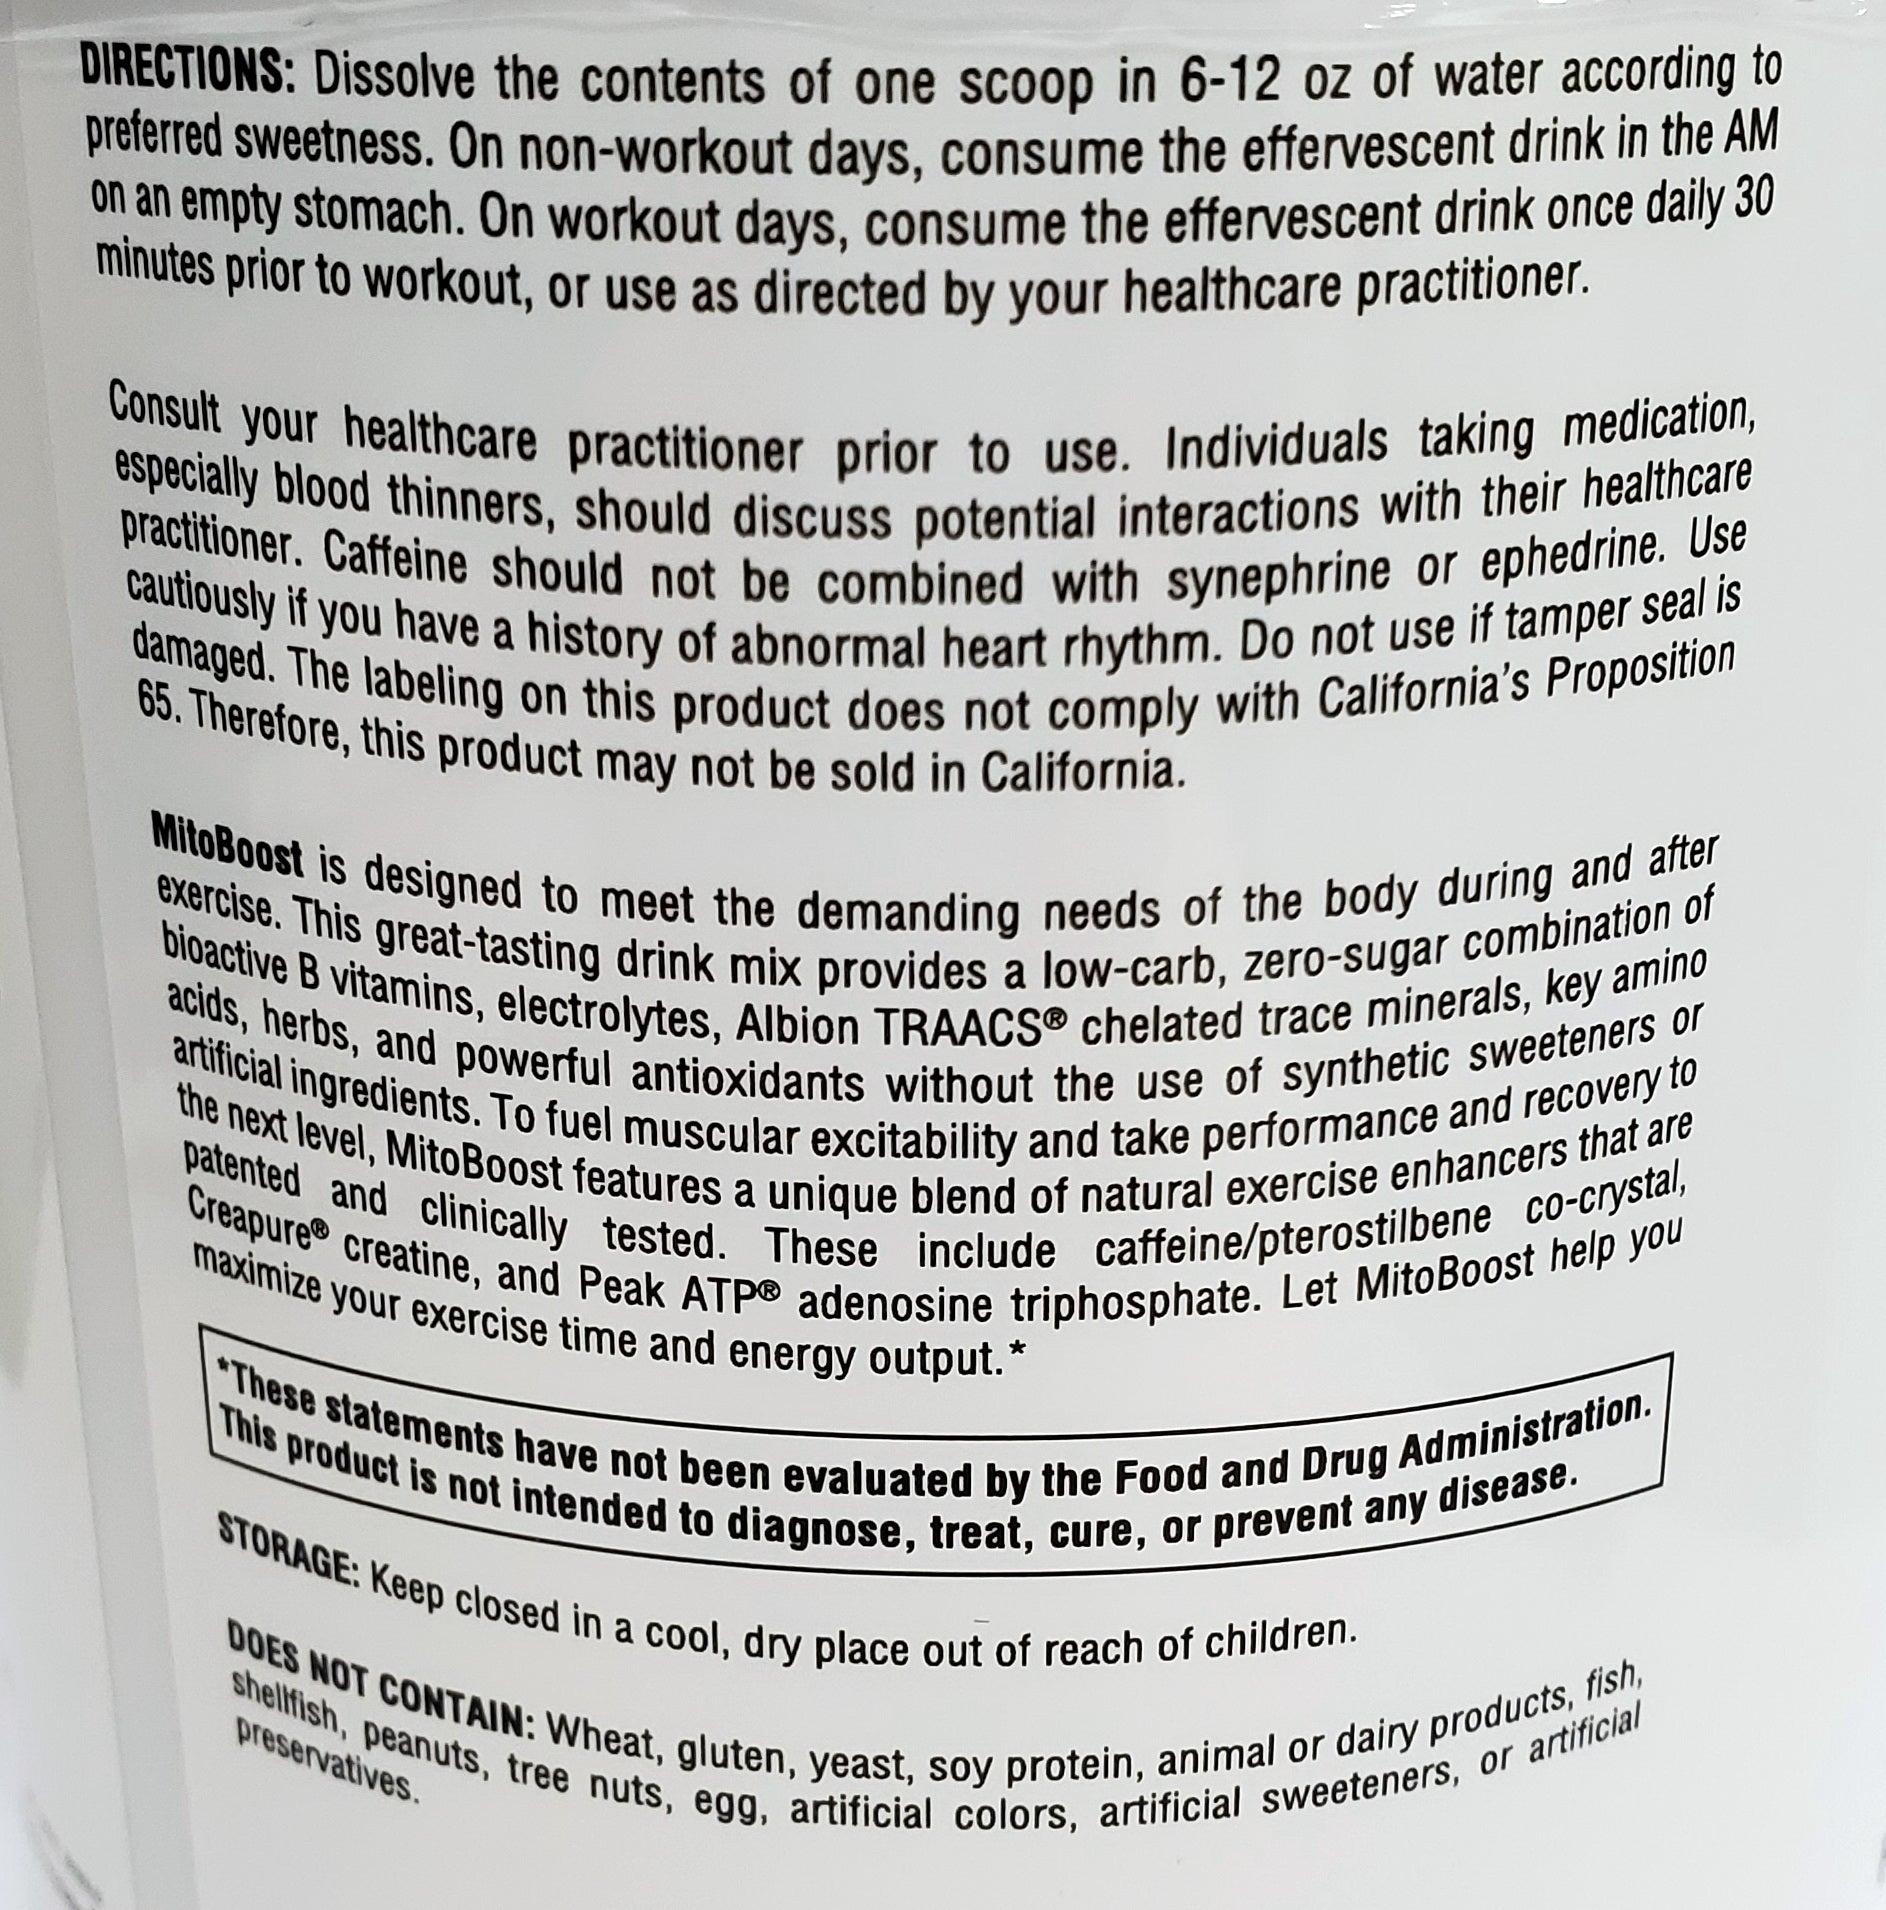 DIRECTIONS: Dissolve the contents of one scoop in 6-12 oz of water according to
preferred sweetness. On non-workout days, consume the effervescent drink in the AM
on an empty stomach. On workout days, consume the effervescent drink once daily 30
minutes prior to workout, or use as directed by your healthcare practitioner.
Consult your healthcare practitioner prior to use. Individuals taking medication,
especially blood thinners, should discuss potential interactions with their healthcare
practitioner. Caffeine should not be combined with synephrine or ephedrine. Use
cautiously if you have a history of abnormal heart rhythm. Do not use if tamper seal is
damaged. The labeling on this product does not comply with California's Proposition
65. Therefore, this product may not be sold in California.
MitoBoost is designed to meet the demanding needs of the body during and after
exercise. This great-tasting drink mix provides a low-carb, zero-sugar combination of
bioactive B vitamins, electrolytes, Albion TRAACS® chelated trace minerals, key amino
acids, herbs, and powerful antioxidants without the use of synthetic sweeteners or
artificial ingredients. To fuel muscular excitability and take performance and recovery to
the next level, MitoBoost features a unique blend of natural exercise enhancers that are
patented and clinically tested. These include caffeine/pterostilbene co-crystal,
Creapure® creatine, and Peak ATP® adenosine triphosphate. Let MitoBoost help you
maximize your exercise time and energy output.*
*These statements have not been evaluated by the Food and Drug Administration.
This product is not intended to diagnose, treat, cure, or prevent any disease.
STORAGE: Keep closed in a cool, dry place out of reach of children.
DOES NOT CONTAIN: Wheat, gluten, yeast, soy protein, animal or dairy products, fish,
shellfish, peanuts, tree nuts, egg, artificial colors, artificial sweeteners, or artificial
preservatives.